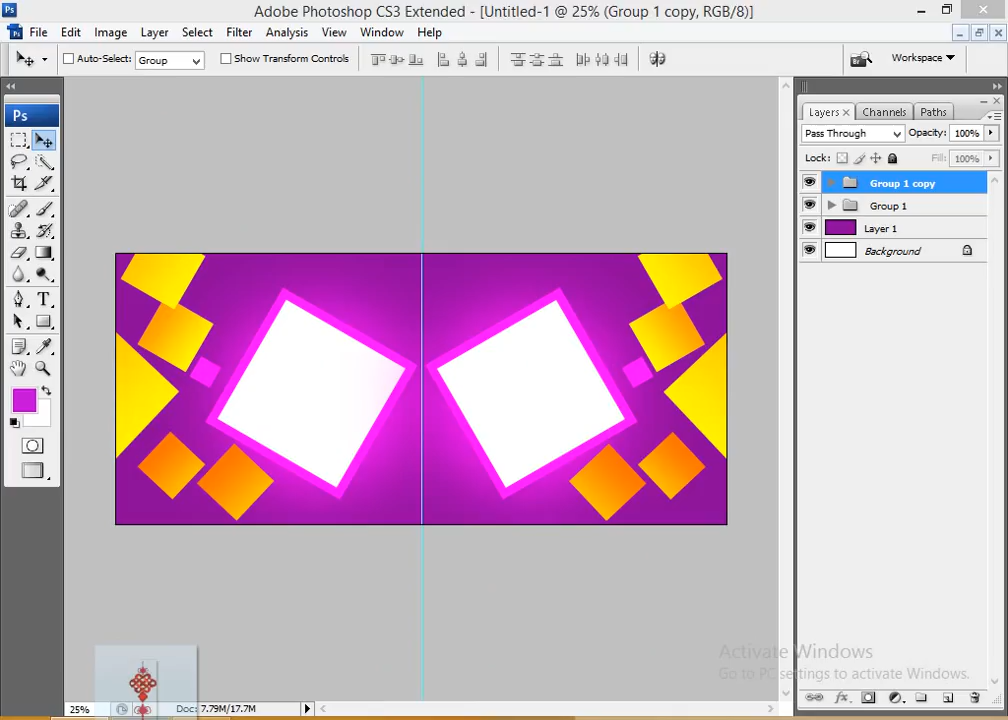 Adobe Photoshop CS3 Extended - [Untitled-1 @ 25% (Group 1 copy, RGB/8)]
File Edit Image Layer Select Filter Analysis View Window Help
Auto-Select: Group Show Transform Controls Workspace
Ps
Layers Channels Paths
Pass Through Opacity: 100%
Lock: Fill: 100%
Group 1 copy
Group 1
Layer 1
Background
T
Activate Windows
Go to PC settings to activate Windows.
25% Doc: 7.79M/17.7M